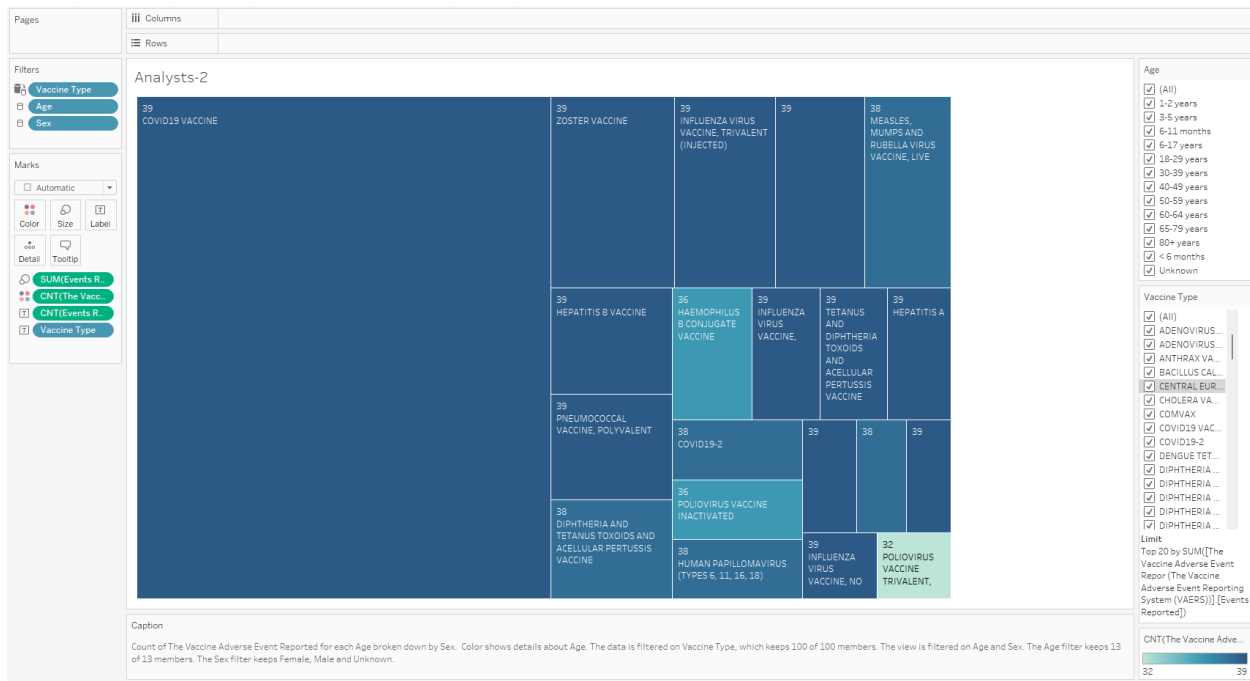 Pages
Columns
Rows
Filters
Vaccine Type
Age
Sex
Marks
Automatic
Color
Size
Label
Detail
Tooltip
SUM(Events R..
CNT(The Vacc..
CNT(Events R..
Vaccine Type
Analysts-2
39
COVID19 VACCINE
39
ZOSTER VACCINE
39
INFLUENZA VIRUS
VACCINE, TRIVALENT
(INJECTED)
39
38
MEASLES,
MUMPS AND
RUBELLA VIRUS
VACCINE, LIVE
39
HEPATITIS B VACCINE
36
HAEMOPHILUS
B CONJUGATE
VACCINE
39
INFLUENZA
VIRUS
VACCINE,
39
TETANUS
AND
DIPHTHERIA
TOXOIDS
AND
ACELLULAR
PERTUSSIS
VACCINE
39
HEPATITIS A
39
PNEUMOCOCCAL
VACCINE, POLYVALENT
38
COVID19-2
39
38
39
36
POLIOVIRUS VACCINE
INACTIVATED
38
DIPHTHERIA AND
TETANUS TOXOIDS AND
ACELLULAR PERTUSSIS
VACCINE
38
HUMAN PAPILLOMAVIRUS
(TYPES 6, 11, 16, 18)
39
INFLUENZA
VIRUS
VACCINE, NO
32
POLIOVIRUS
VACCINE
TRIVALENT,
Caption
Count of The Vaccine Adverse Event Reported for each Age broken down by Sex.  Color shows details about Age. The data is filtered on Vaccine Type, which keeps 100 of 100 members. The view is filtered on Age and Sex. The Age filter keeps 13
of 13 members. The Sex filter keeps Female, Male and Unknown.
Age
(All)
1-2 years
3-5 years
6-11 months
6-17 years
18-29 years
30-39 years
40-49 years
50-59 years
60-64 years
65-79 years
80+ years
< 6 months
Unknown
Vaccine Type
(All)
ADENOVIRUS...
ADENOVIRUS...
ANTHRAX VA...
BACILLUS CAL...
CENTRAL EUR...
CHOLERA VA...
COMVAX
COVID19 VAC...
COVID19-2
DENGUE TET...
DIPHTHERIA ...
DIPHTHERIA ...
DIPHTHERIA ...
DIPHTHERIA ...
DIPHTHERIA ...
Limit
Top 20 by SUM([The
Vaccine Adverse Event
Repor (The Vaccine
Adverse Event Reporting
System (VAERS))].[Events
Reported])
CNT(The Vaccine Adve...
32
39